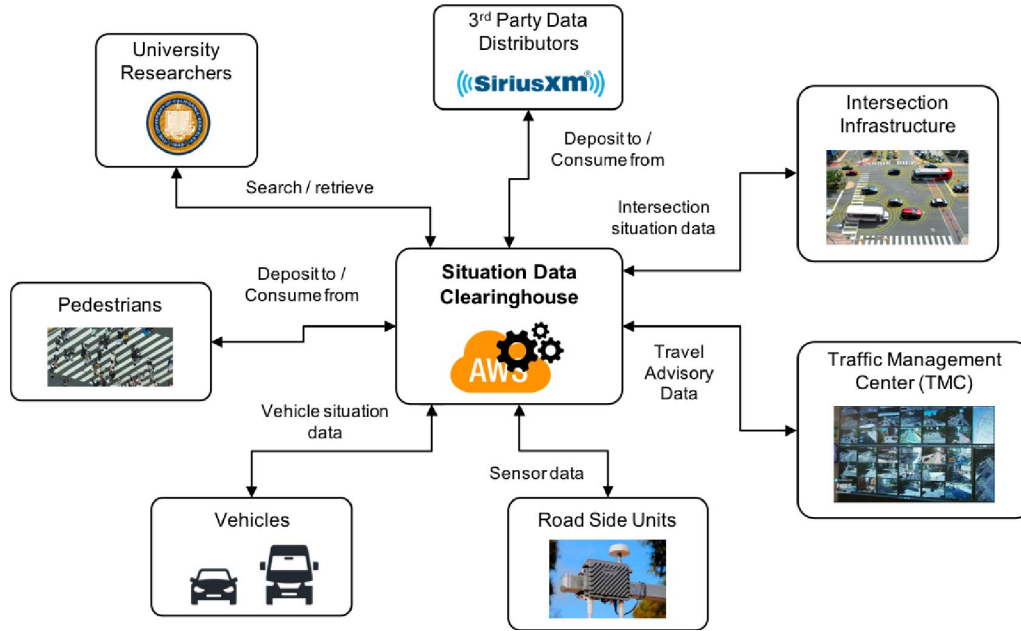 University
Researchers
3rd Party Data
Distributors
SiriusXm®
Intersection
Infrastructure
Deposit to /
Consume from
Search / retrieve
Intersection
situation data
Situation Data
Clearinghouse
AWS
Deposit to /
Consume from
Pedestrians
Travel
Advisory
Data
Traffic Management
Center (TMC)
Vehicle situation
data
Sensor data
Vehicles
Road Side Units